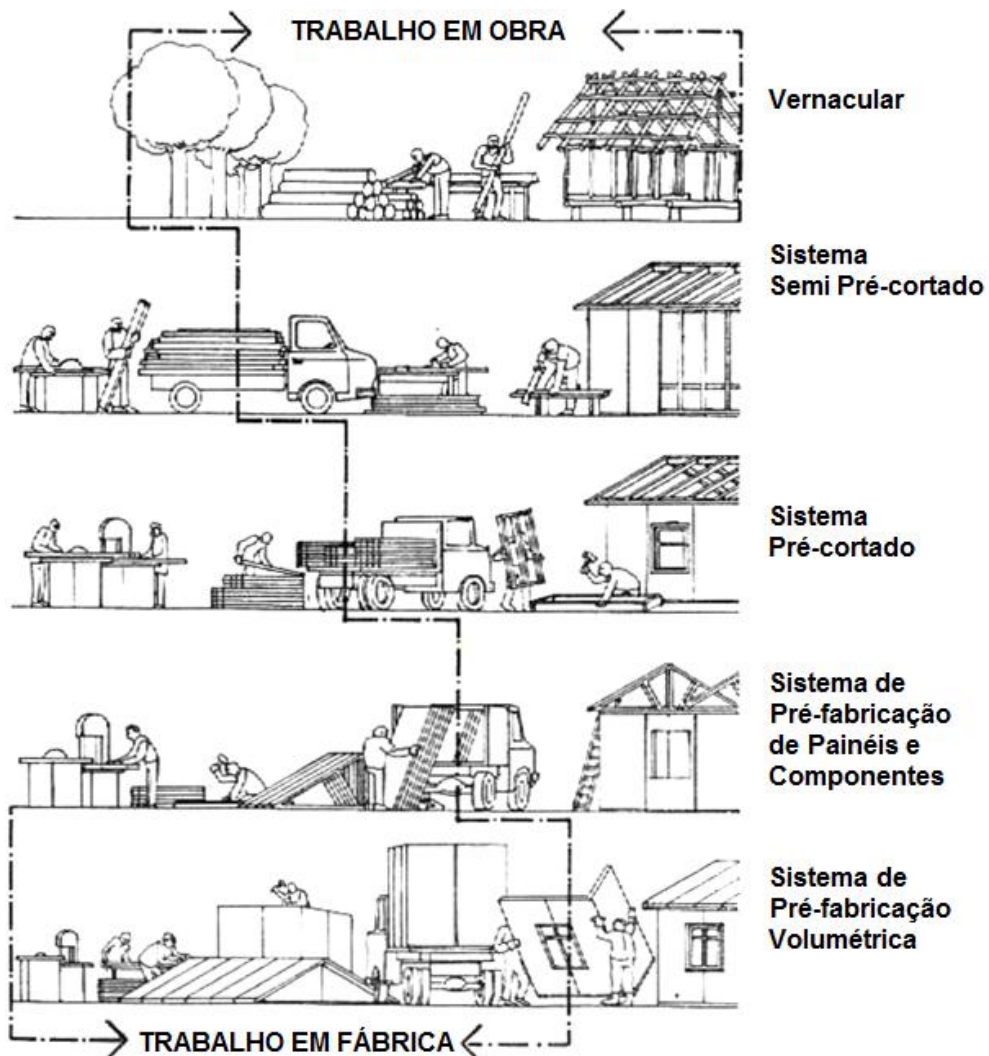 TRABALHO EM OBRA
Vernacular
Sistema
Semi Pré-cortado
Sistema
Pré-cortado
Sistema de
Pré-fabricação
de Painéis e
Componentes
Sistema de
Pré-fabricação
Volumétrica
TRABALHO EM FÁBRICA